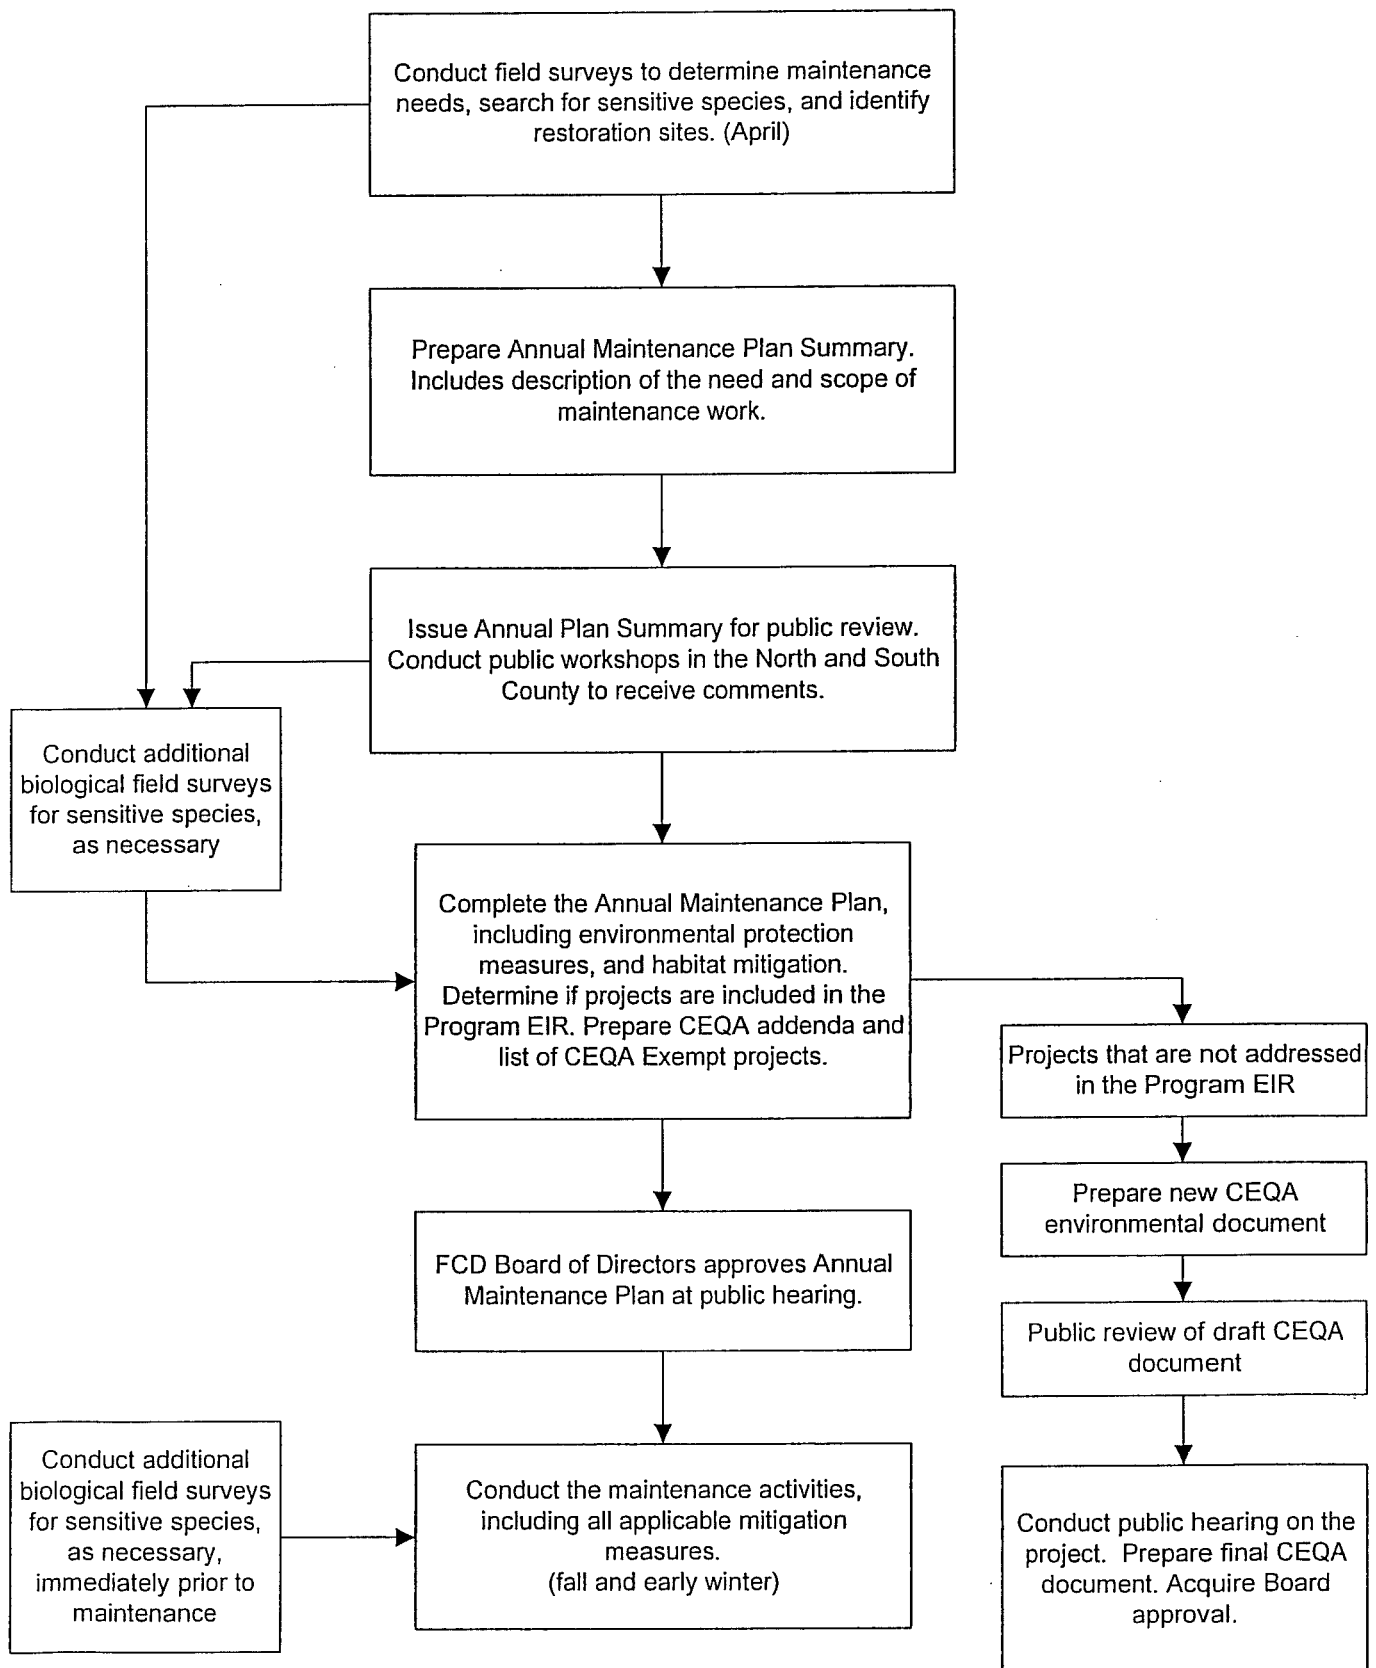 Conduct field surveys to determine maintenance
needs, search for sensitive species, and identify
restoration sites. (April)
Prepare Annual Maintenance Plan Summary.
Includes description of the need and scope of
maintenance work.
Issue Annual Plan Summary for public review.
Conduct public workshops in the North and South
County to receive comments.
Conduct additional
biological field surveys
for sensitive species,
as necessary
Complete the Annual Maintenance Plan,
including environmental protection
measures, and habitat mitigation.
Determine if projects are included in the
Program EIR. Prepare CEQA addenda and
list of CEQA Exempt projects.
Projects that are not addressed
in the Program EIR
Prepare new CEQA
environmental document
FCD Board of Directors approves Annual
Maintenance Plan at public hearing.
Public review of draft CEQA
document
Conduct additional
biological field surveys
for sensitive species,
as necessary,
immediately prior to
maintenance
Conduct the maintenance activities,
including all applicable mitigation
measures.
(fall and early winter)
Conduct public hearing on the
project. Prepare final CEQA
document. Acquire Board
approval.